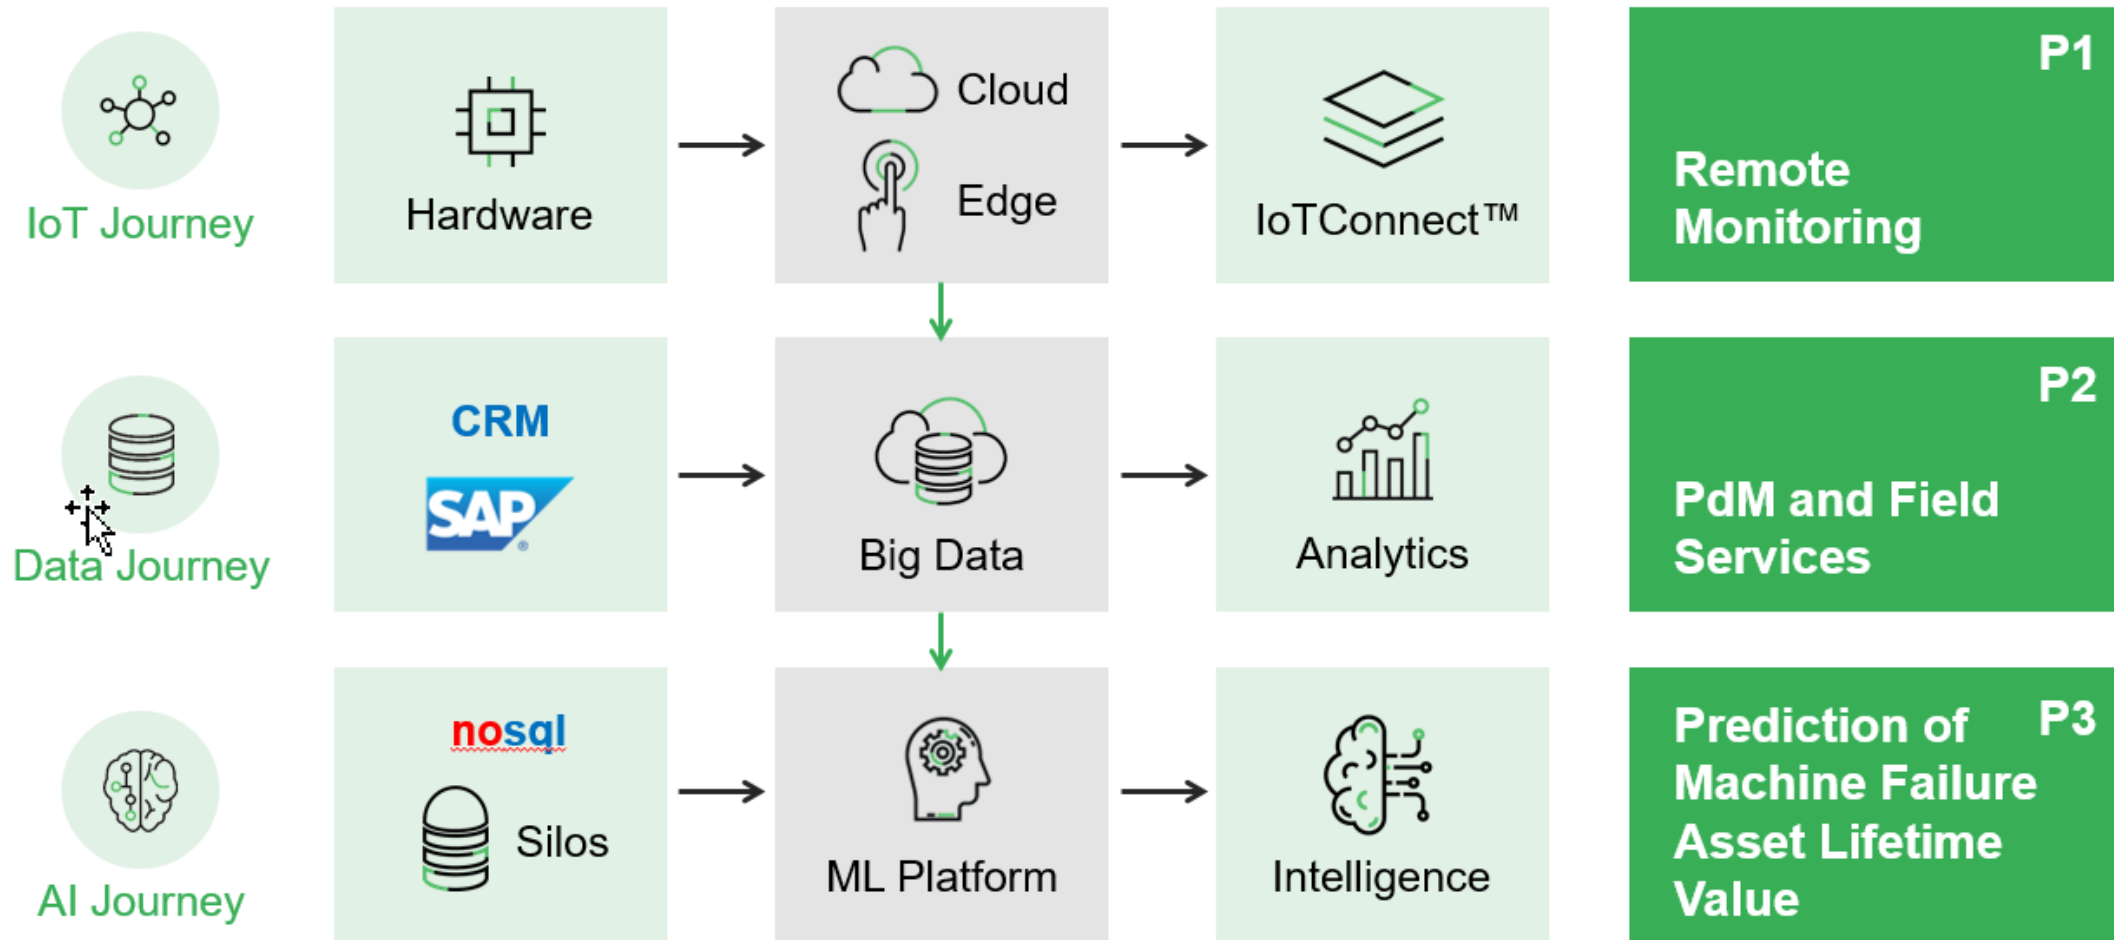 IoT Journey
Hardware
Cloud
Edge
IoTConnect™
P1
Remote
Monitoring
Data Journey
CRM
SAP®
Big Data
Analytics
P2
PdM and Field
Services
AI Journey
nosql
Silos
ML Platform
Intelligence
P3
Prediction of
Machine Failure
Asset Lifetime
Value